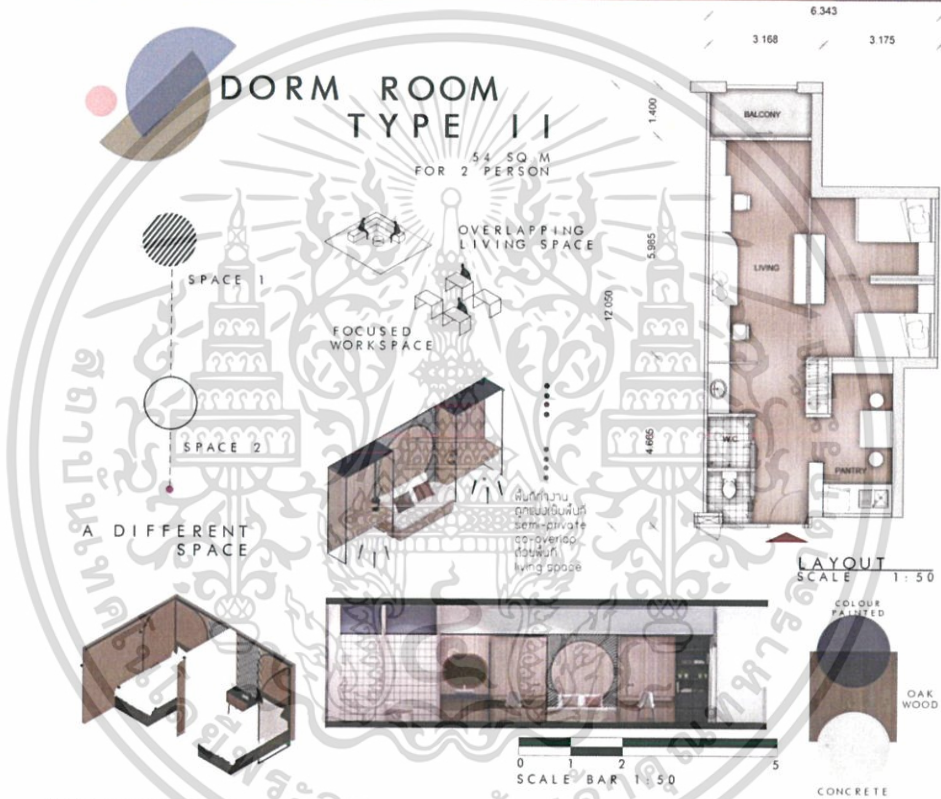 DORM ROOM
TYPE II
54 SQ M
FOR 2 PERSON
SPACE 1
SPACE 2
A DIFFERENT
SPACE
OVERLAPPING
LIVING SPACE
FOCUSED
WORKSPACE
semi-private
co-overlap
living space
6.343
3.168
3.175
1.400
5.985
12.050
4.665
BALCONY
LIVING
W.C
PANTRY
LAYOUT
SCALE 1:50
COLOUR
PAINTED
OAK
WOOD
CONCRETE
0 1 2 5
SCALE BAR 1:50